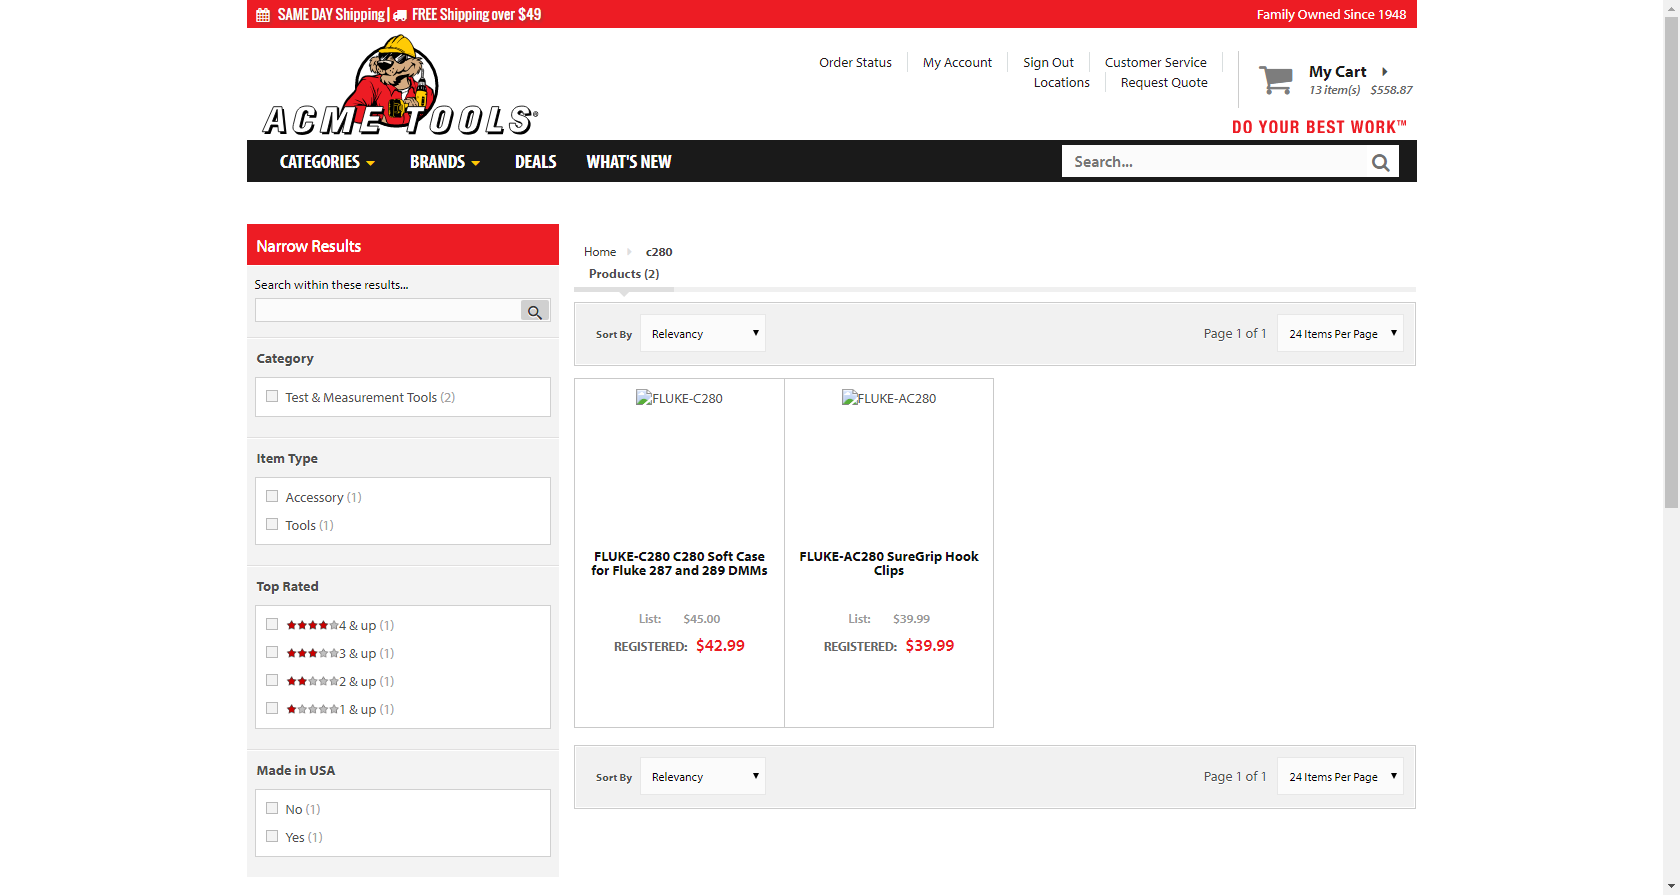 SAME DAY Shipping | FREE Shipping over $49
Family Owned Since 1948
ACME TOOLS®
Order Status
My Account
Sign Out
Customer Service
Locations
Request Quote
My Cart
13 item(s) $558.87
DO YOUR BEST WORK™
CATEGORIES
BRANDS
DEALS
WHAT'S NEW
Search...
Narrow Results
Search within these results...
Category
Test & Measurement Tools (2)
Item Type
Accessory (1)
Tools (1)
Top Rated
4 & up (1)
3 & up (1)
2 & up (1)
1 & up (1)
Made in USA
No (1)
Yes (1)
Home
c280
Products (2)
Sort By
Relevancy
Page 1 of 1
24 Items Per Page
FLUKE-C280
FLUKE-C280 C280 Soft Case
for Fluke 287 and 289 DMMs
List: $45.00
REGISTERED: $42.99
FLUKE-AC280
FLUKE-AC280 SureGrip Hook
Clips
List: $39.99
REGISTERED: $39.99
Sort By
Relevancy
Page 1 of 1
24 Items Per Page